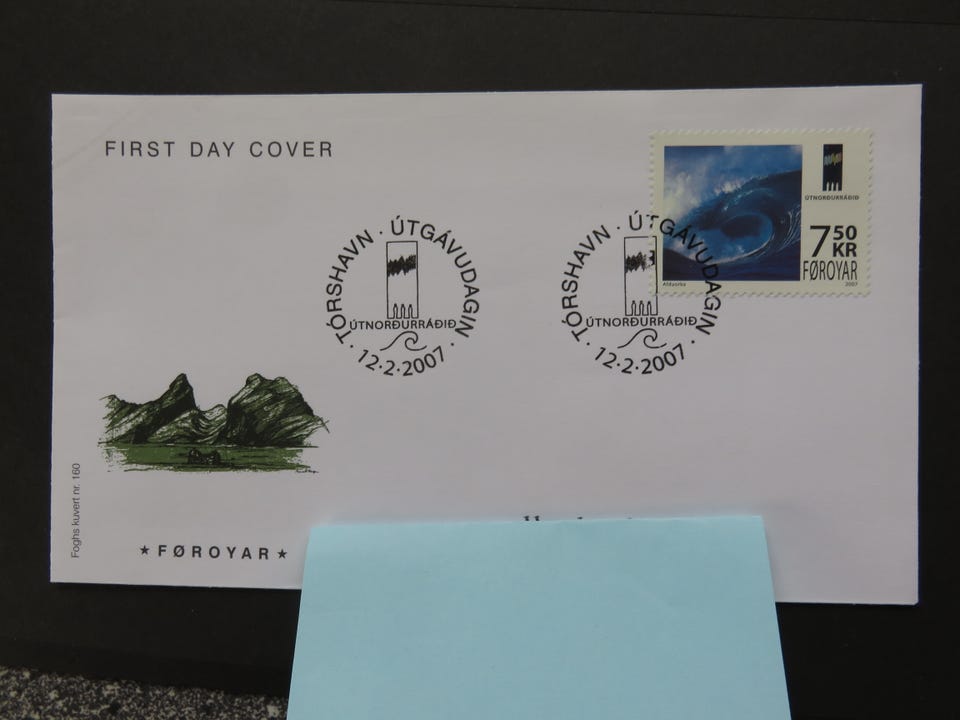 FIRST DAY COVER
TÓRSHAVN · ÚTGÁVUDAGIN · 12·2·2007 ·
ÚTNORÐURRÁÐIÐ
TÓRSHAVN · ÚTGÁVUDAGIN · 12·2·2007 ·
ÚTNORÐURRÁÐIÐ
ÚTNORÐURRÁÐIÐ
7 50 KR
FØROYAR
Alduorka
2007
Foghs kuvert nr. 160
★ FØROYAR ★